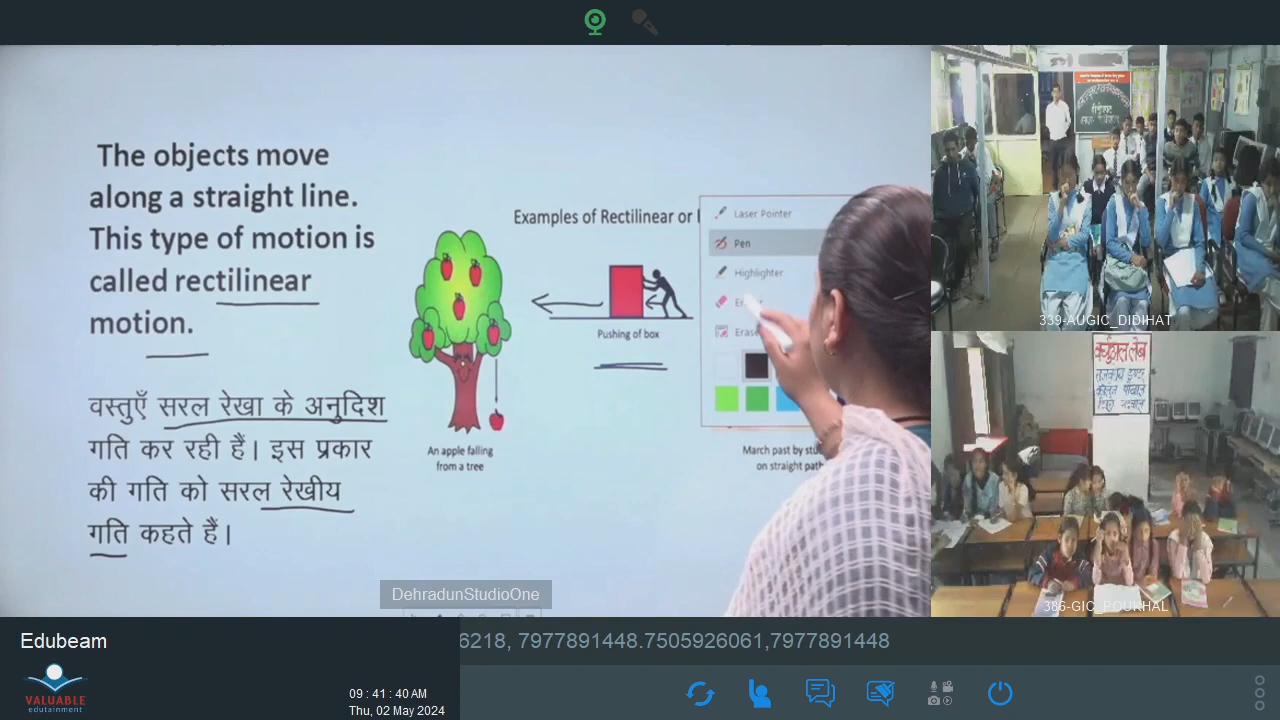 The objects move
along a straight line.
This type of motion is
called rectilinear
motion.
वस्तुएँ सरल रेखा के अनुदिश
गति कर रही हैं। इस प्रकार
की गति को सरल रेखीय
गति कहते हैं।
Examples of Rectilinear or
An apple falling
from a tree
Pushing of box
March past by
on straight
Laser Pointer
Pen
Highlighter
DehradunStudioOne
339-AUGIC_DIDIHAT
वर्चुअल लैब
386-GIC_POUKHAL
Edubeam
6218, 7977891448.7505926061,7977891448
VALUABLE
edutainment
09 : 41 : 40 AM
Thu, 02 May 2024